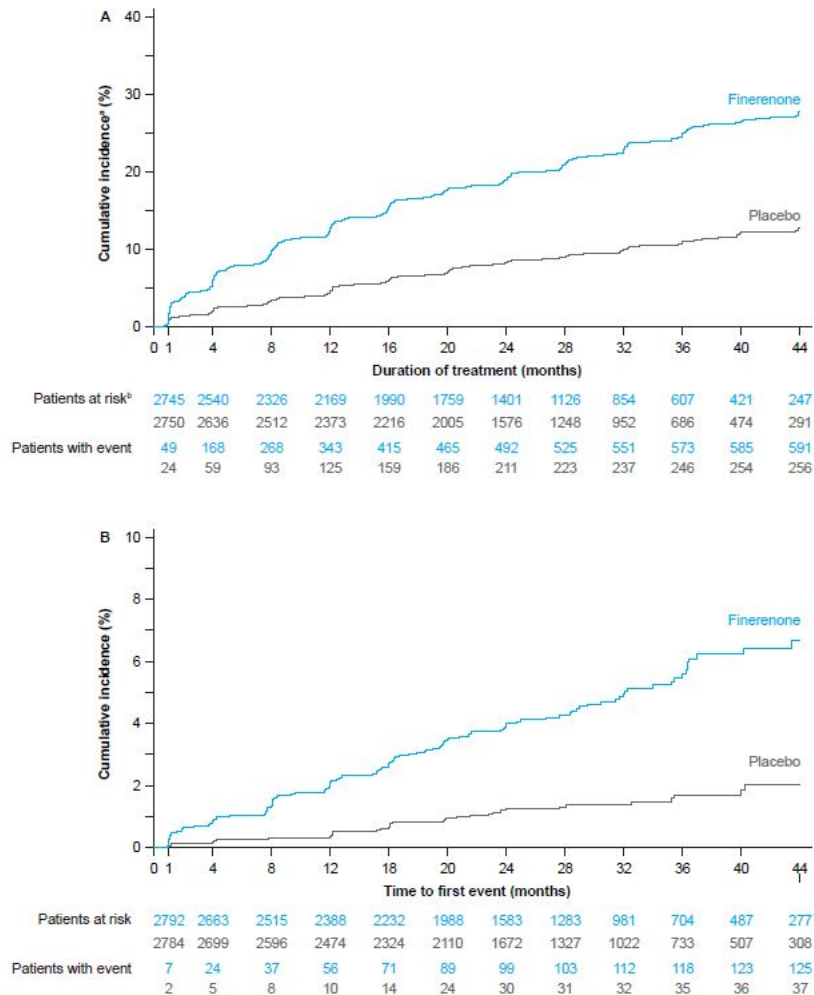 A
40
30
20
10
0
Cumulative incidenceᵃ (%)
Finerenone
Placebo
0 1 4 8 12 16 20 24 28 32 36 40 44
Duration of treatment (months)
Patients at riskᵇ 2745 2540 2326 2169 1990 1759 1401 1126 854 607 421 247
2750 2636 2512 2373 2216 2005 1576 1248 952 686 474 291
Patients with event 49 168 268 343 415 465 492 525 551 573 585 591
24 59 93 125 159 186 211 223 237 246 254 256
B
10
8
6
4
2
0
Cumulative incidence (%)
Finerenone
Placebo
0 1 4 8 12 16 20 24 28 32 36 40 44
Time to first event (months)
Patients at risk 2792 2663 2515 2388 2232 1988 1583 1283 981 704 487 277
2784 2699 2596 2474 2324 2110 1672 1327 1022 733 507 308
Patients with event 7 24 37 56 71 89 99 103 112 118 123 125
2 5 8 10 14 24 30 31 32 35 36 37